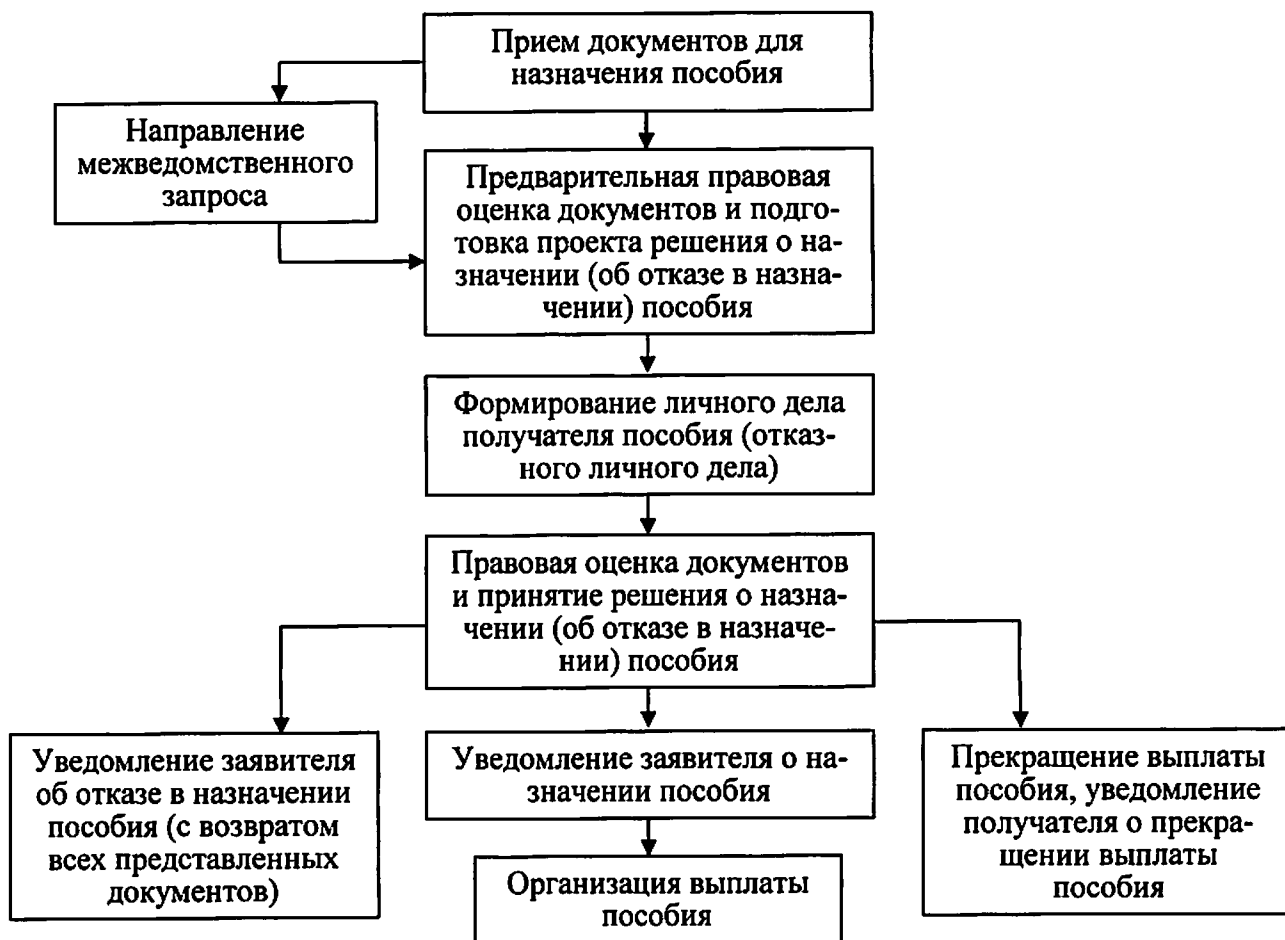 Прием документов для
назначения пособия
Направление
межведомственного
запроса
Предварительная правовая
оценка документов и подго-
товка проекта решения о на-
значении (об отказе в назна-
чении) пособия
Формирование личного дела
получателя пособия (отказ-
ного личного дела)
Правовая оценка документов
и принятие решения о назна-
чении (об отказе в назначе-
нии) пособия
Уведомление заявителя
об отказе в назначении
пособия (с возвратом
всех представленных
документов)
Уведомление заявителя о на-
значении пособия
Организация выплаты
пособия
Прекращение выплаты
пособия, уведомление
получателя о прекра-
щении выплаты
пособия